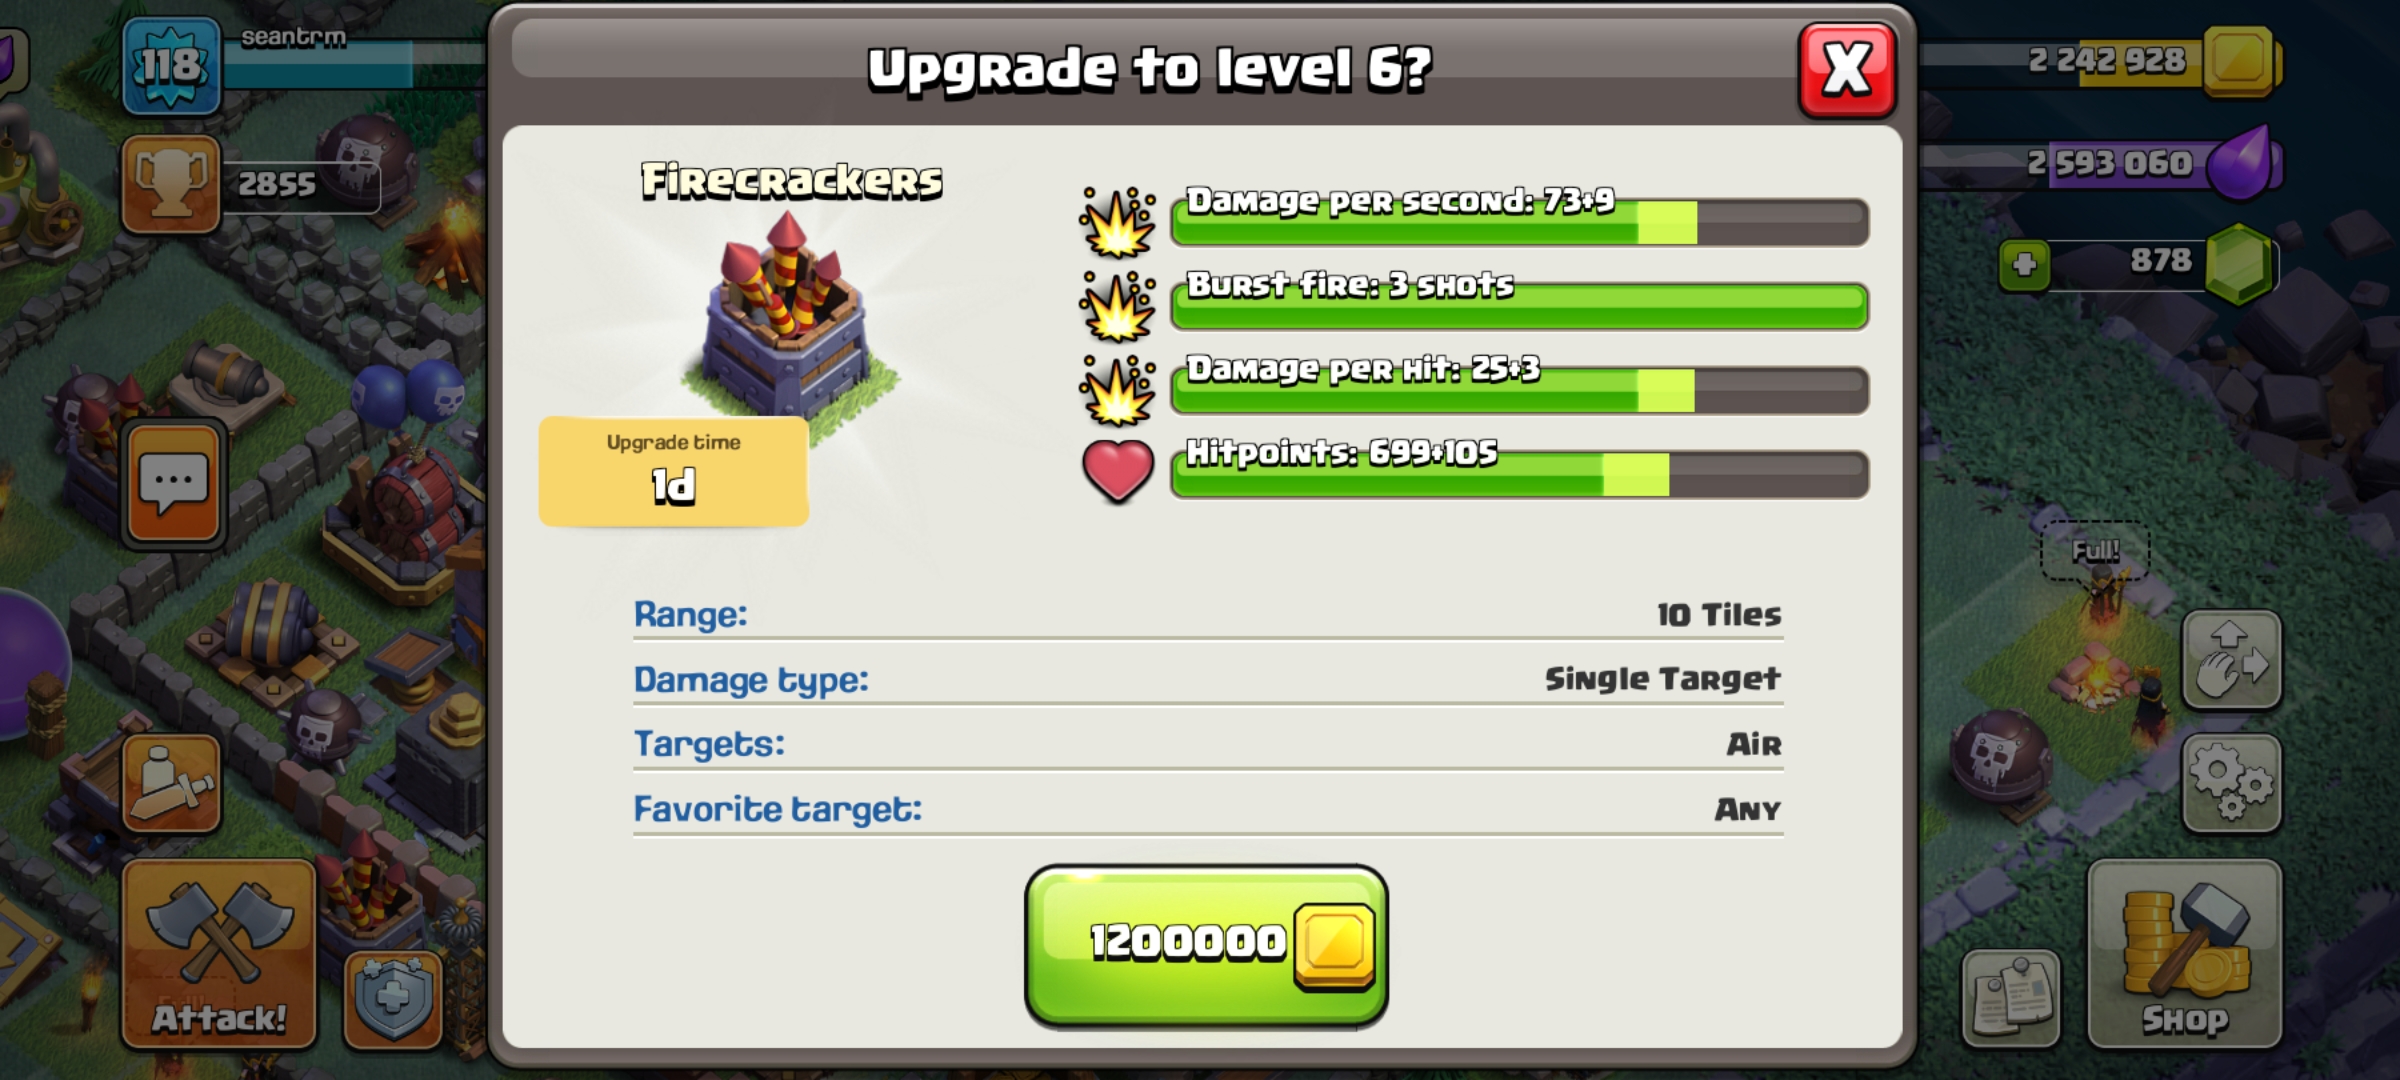 seantrm
118
2855
Upgrade to level 6?
X
2 242 928
2 593 060
878
Firecrackers
Damage per second: 73+9
Burst fire: 3 shots
Damage per hit: 25+3
Hitpoints: 699+105
Upgrade time
1d
Range: 10 Tiles
Damage type: Single Target
Targets: Air
Favorite target: Any
1200000
Full!
Full!
Attack!
Shop